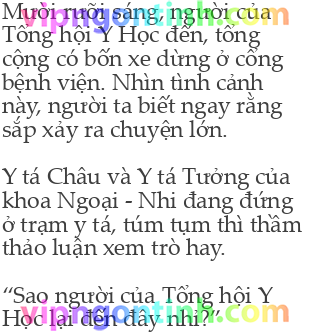 Mười rưỡi sáng, người của
vipngontinh.com
Tổng hội Y Học đến, tổng
cộng có bốn xe dừng ở cổng
bệnh viện. Nhìn tình cảnh
này, người ta biết ngay rằng
sắp xảy ra chuyện lớn.
Y tá Châu và Y tá Tưởng của
khoa Ngoại - Nhi đang đứng
ở trạm y tá, túm tụm thì thầm
thảo luận xem trò hay.
“Sao người của Tổng hội Y
vipngontinh.com
Học lại đến đây nhỉ?”